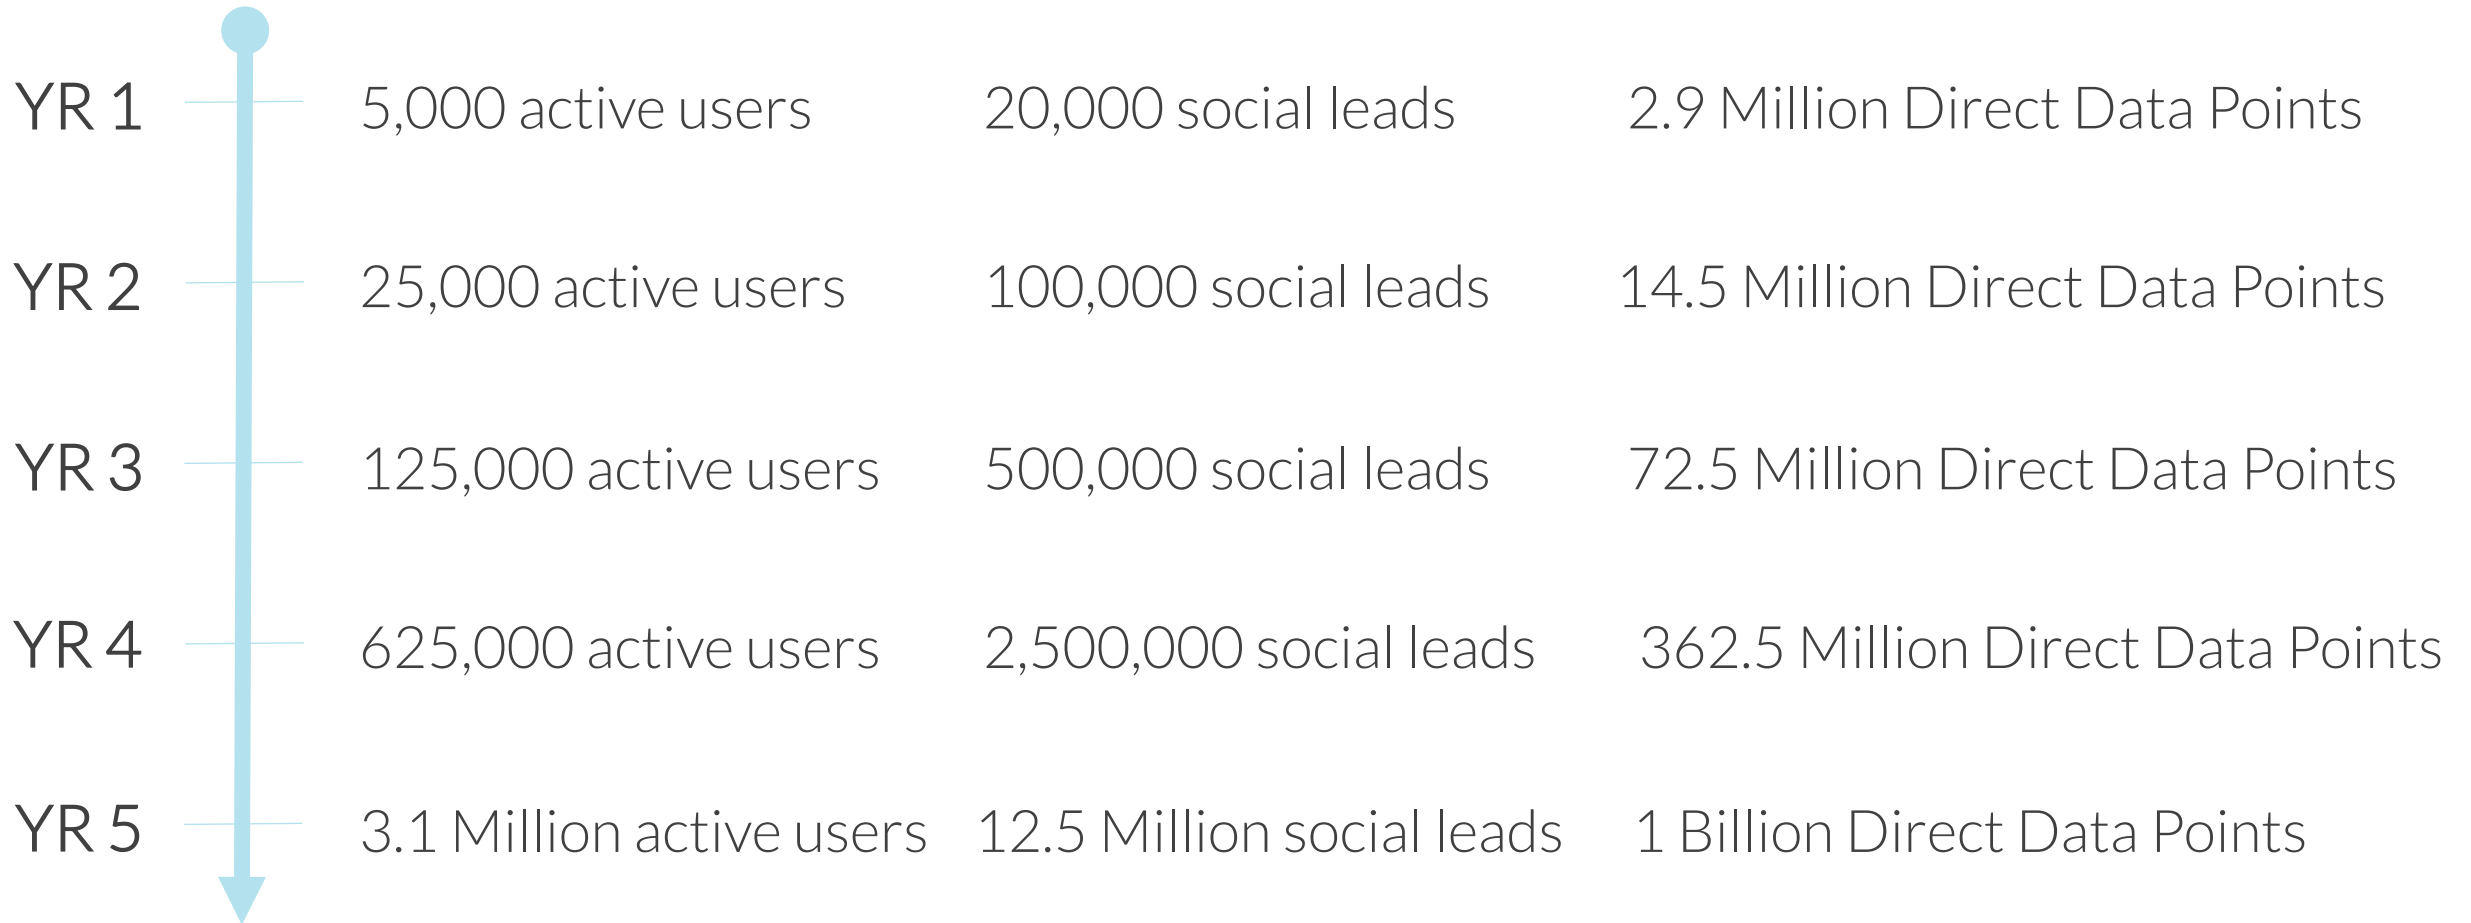 YR 1 5,000 active users 20,000 social leads 2.9 Million Direct Data Points
YR 2 25,000 active users 100,000 social leads 14.5 Million Direct Data Points
YR 3 125,000 active users 500,000 social leads 72.5 Million Direct Data Points
YR 4 625,000 active users 2,500,000 social leads 362.5 Million Direct Data Points
YR 5 3.1 Million active users 12.5 Million social leads 1 Billion Direct Data Points